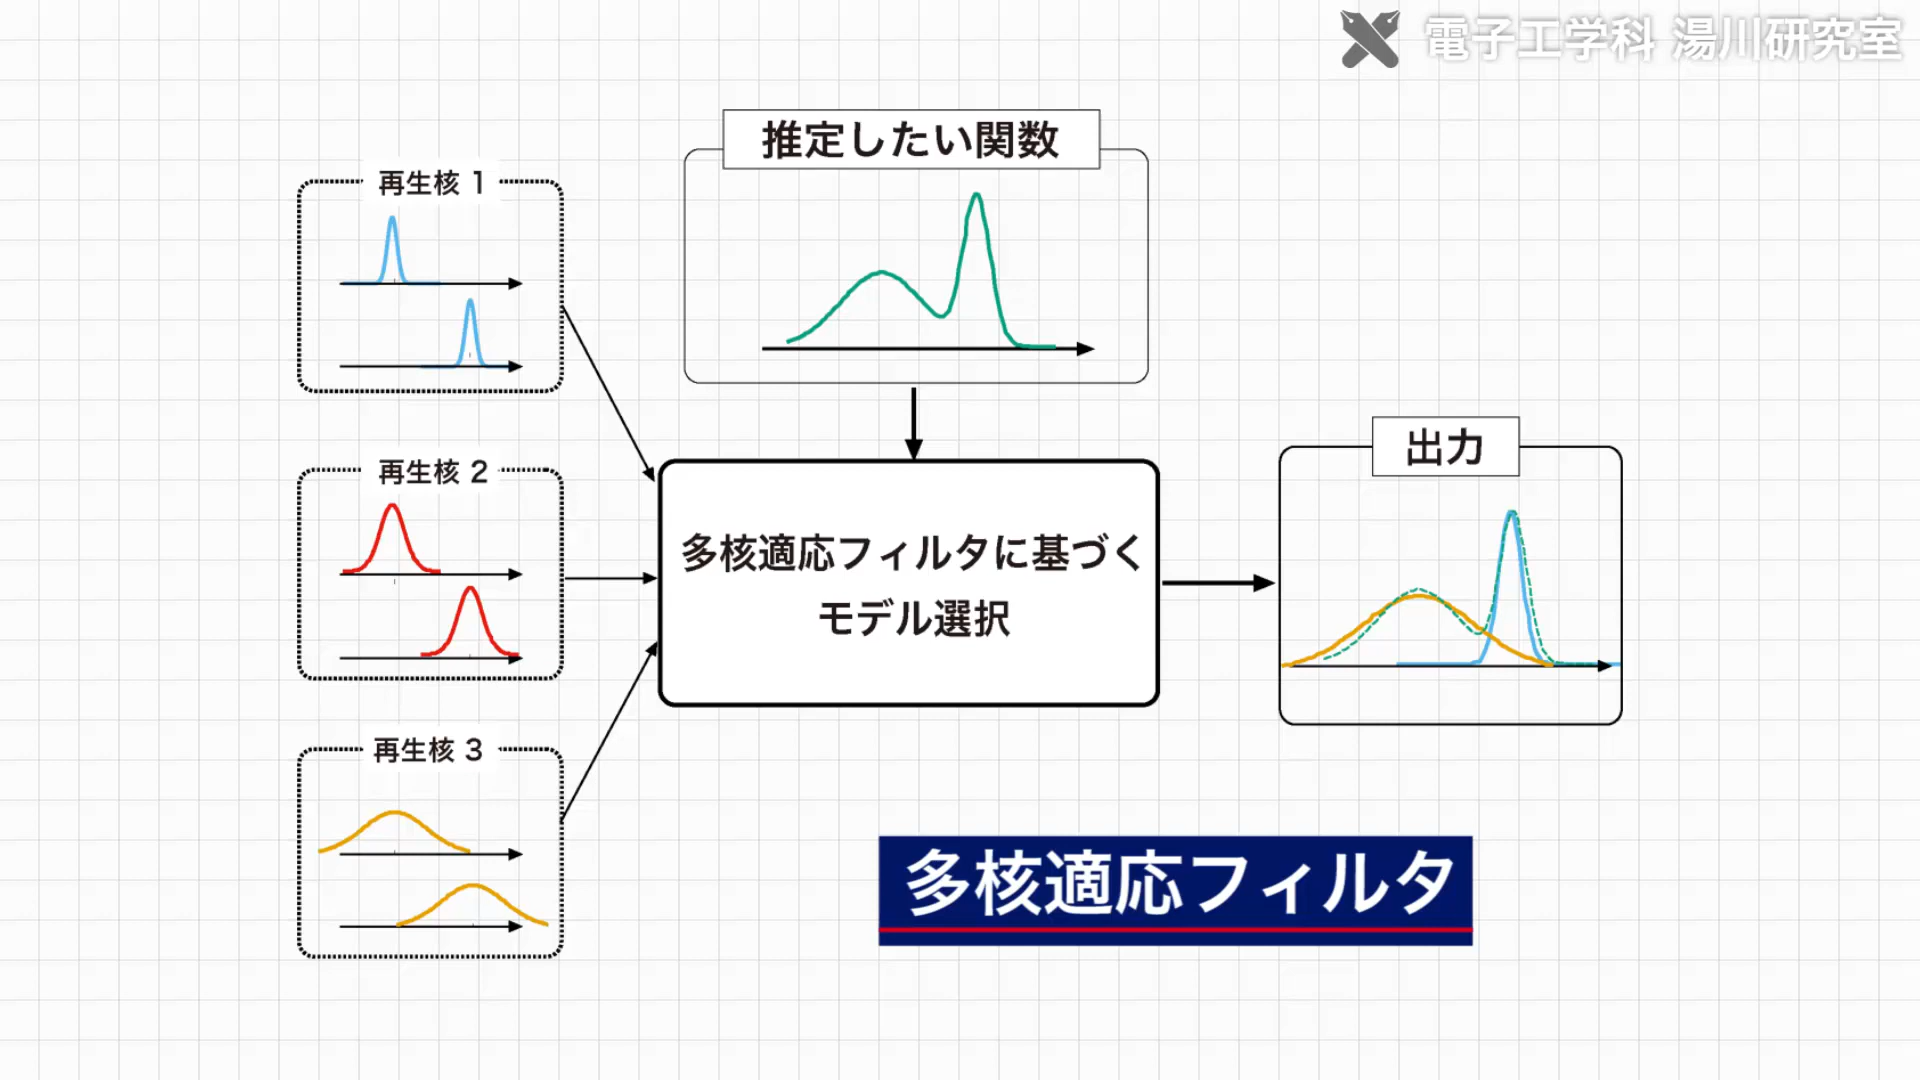 電子工学科 湯川研究室
推定したい関数
再生核 1
再生核 2
再生核 3
多核適応フィルタに基づく
モデル選択
出力
多核適応フィルタ